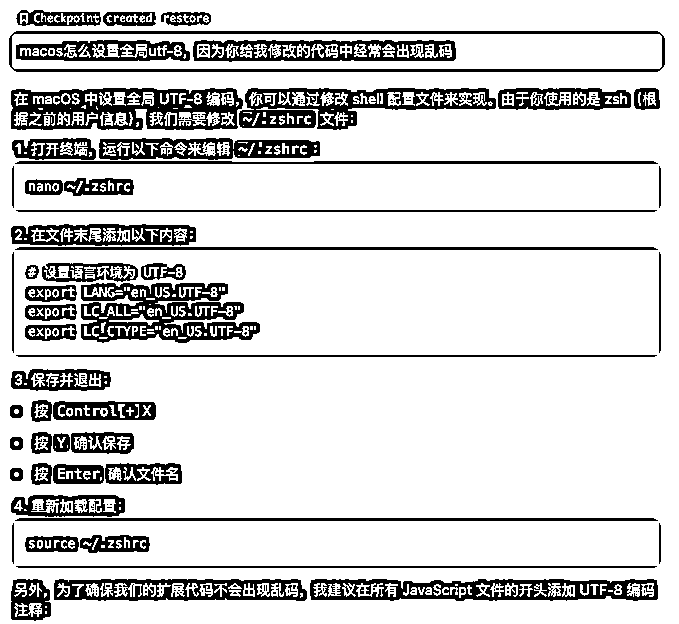 Checkpoint created restore
macos怎么设置全局utf-8，因为你给我修改的代码中经常会出现乱码
在 macOS 中设置全局 UTF-8 编码，你可以通过修改 shell 配置文件来实现。由于你使用的是 zsh（根
据之前的用户信息），我们需要修改 ~/.zshrc 文件：
1. 打开终端，运行以下命令来编辑 ~/.zshrc：
nano ~/.zshrc
2. 在文件末尾添加以下内容：
# 设置语言环境为 UTF-8
export LANG="en_US.UTF-8"
export LC_ALL="en_US.UTF-8"
export LC_CTYPE="en_US.UTF-8"
3. 保存并退出：
按 Control[+]X
按 Y 确认保存
按 Enter 确认文件名
4. 重新加载配置：
source ~/.zshrc
另外，为了确保我们的扩展代码不会出现乱码，我建议在所有 JavaScript 文件的开头添加 UTF-8 编码
注释：